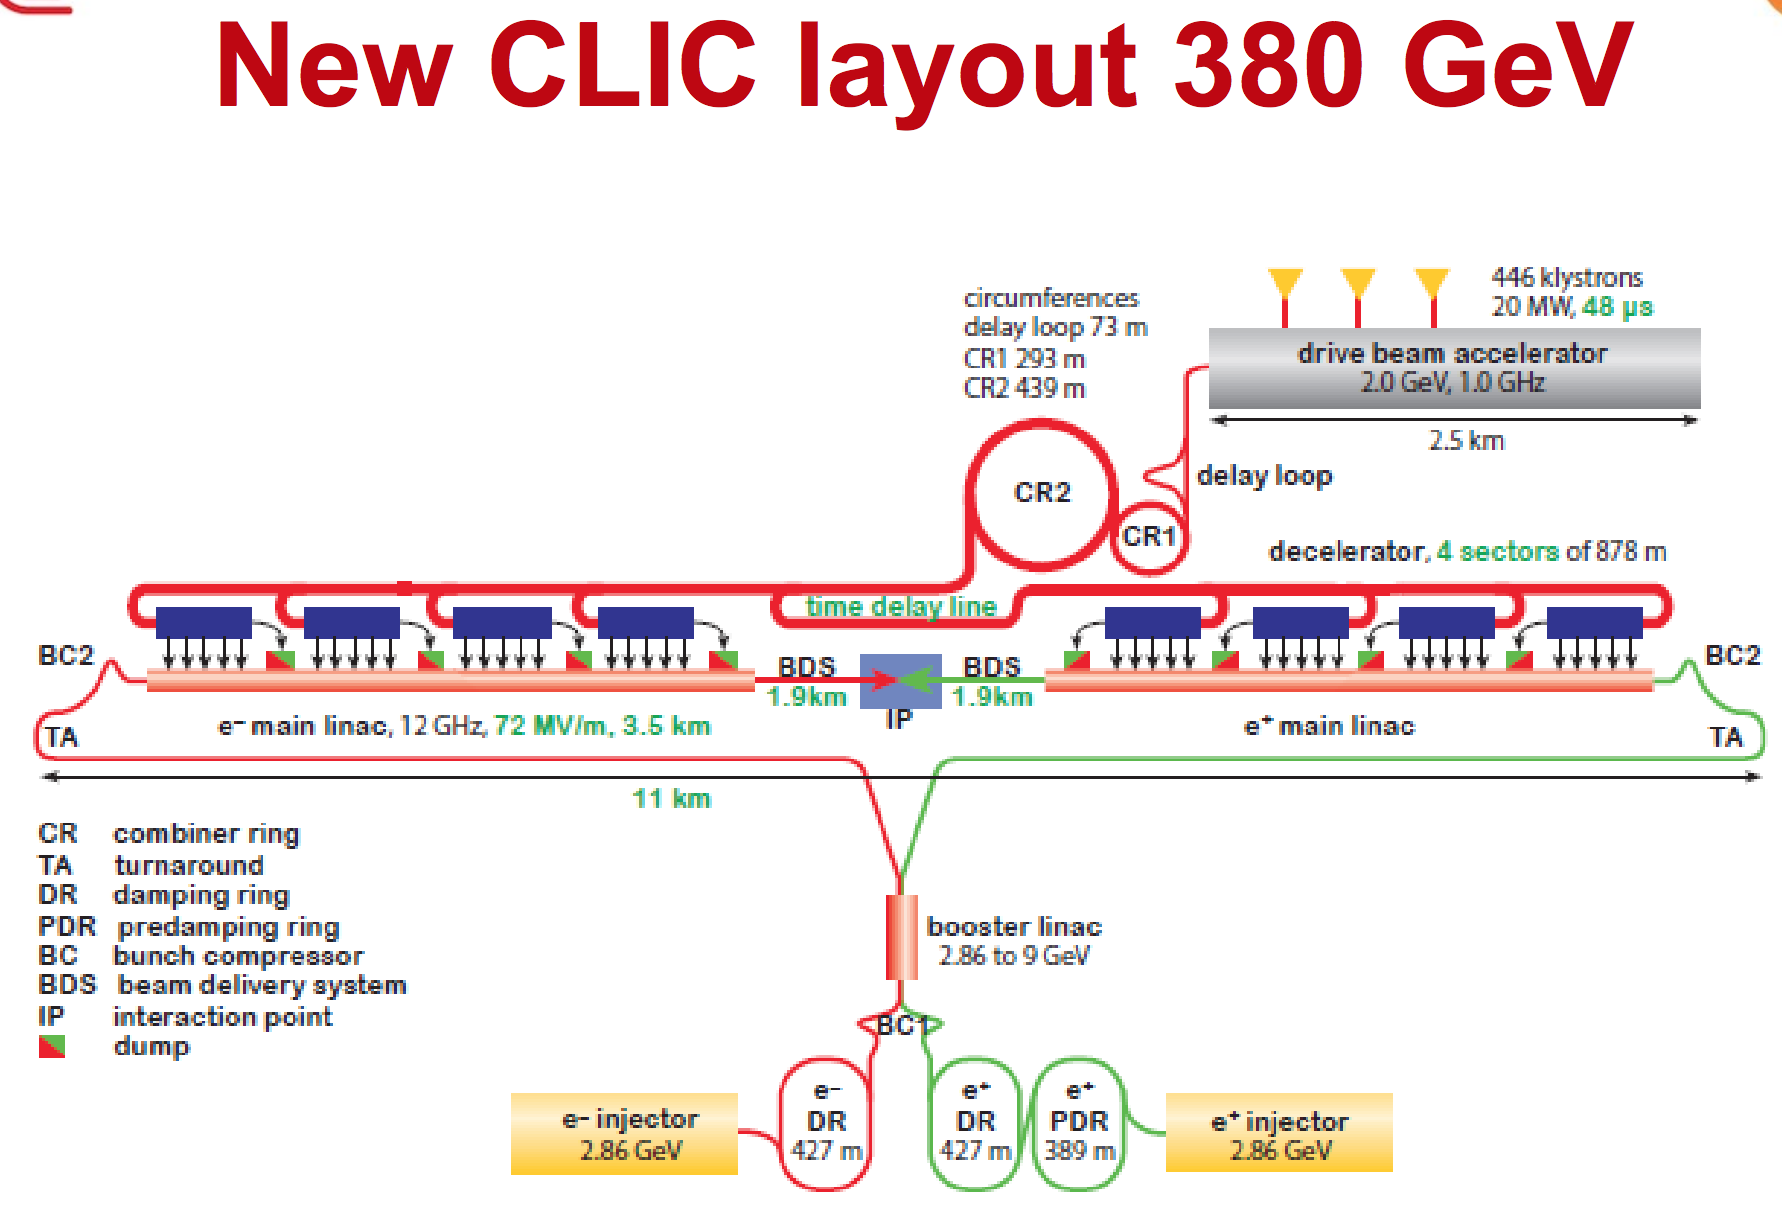 New CLIC layout 380 GeV
446 klystrons
20 MW, 48 µs
circumferences
delay loop 73 m
CR1 293 m
CR2 439 m
drive beam accelerator
2.0 GeV, 1.0 GHz
2.5 km
delay loop
CR2
CR1
decelerator, 4 sectors of 878 m
time delay line
BC2
BDS
1.9km
IP
BDS
1.9km
BC2
TA
e⁻ main linac, 12 GHz, 72 MV/m, 3.5 km
e⁺ main linac
TA
11 km
CR combiner ring
TA turnaround
DR damping ring
PDR predamping ring
BC bunch compressor
BDS beam delivery system
IP interaction point
dump
booster linac
2.86 to 9 GeV
BC1
e⁻ injector
2.86 GeV
e⁻
DR
427 m
e⁺
DR
427 m
e⁺
PDR
389 m
e⁺ injector
2.86 GeV